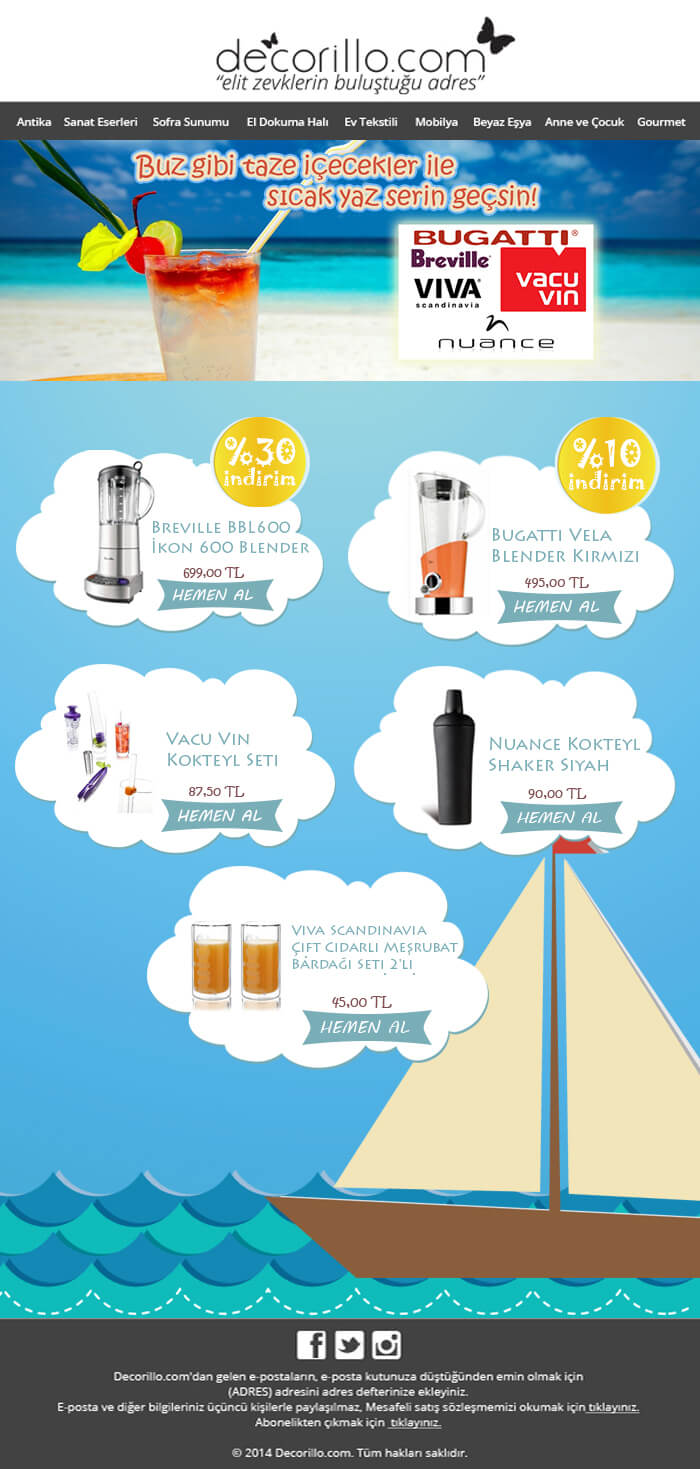 decorillo.com
“elit zevklerin buluştuğu adres”
Antika Sanat Eserleri Sofra Sunumu El Dokuma Halı Ev Tekstili Mobilya Beyaz Eşya Anne ve Çocuk Gourmet
Buz gibi taze içecekler ile
sıcak yaz serin geçsin!
BUGATTI®
Breville®
VIVA®
scandinavia
vacu
vin
nuance
%30
indirim
Breville BBL600
İkon 600 Blender
699,00 TL
HEMEN AL
%10
indirim
Bugatti Vela
Blender Kirmizi
495,00 TL
HEMEN AL
Vacu Vin
Kokteyl Seti
87,50 TL
HEMEN AL
Nuance Kokteyl
Shaker Siyah
90,00 TL
HEMEN AL
Viva Scandinavia
Çift Cidarli Meşrubat
Bardaği Seti 2'li
45,00 TL
HEMEN AL
Decorillo.com'dan gelen e-postaların, e-posta kutunuza düştüğünden emin olmak için
(ADRES) adresini adres defterinize ekleyiniz.
E-posta ve diğer bilgileriniz üçüncü kişilerle paylaşılmaz, Mesafeli satış sözleşmemizi okumak için tıklayınız.
Abonelikten çıkmak için tıklayınız.
© 2014 Decorillo.com. Tüm hakları saklıdır.